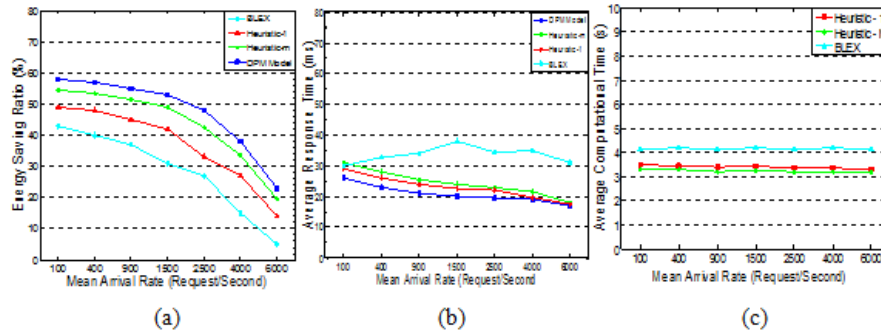 80
70
60
50
40
30
20
10
0
Energy Saving Ratio (%)
BLEX
Heuristic-1
Heuristic-m
DPM Model
100 400 900 1500 2500 4000 6000
Mean Arrival Rate (Request/Second)
(a)
80
70
60
50
40
30
20
10
0
Average Response Time (ms)
DPM Model
Heuristic-m
Heuristic-1
BLEX
100 400 900 1500 2500 4000 6000
Mean Arrival Rate (Request/Second)
(b)
10
9
8
7
6
5
4
3
2
1
0
Average Computational Time (s)
Heuristic -
Heuristic -
BLEX
100 400 900 1500 2500 4000 6000
Mean Arrival Rate (Request/Second)
(c)